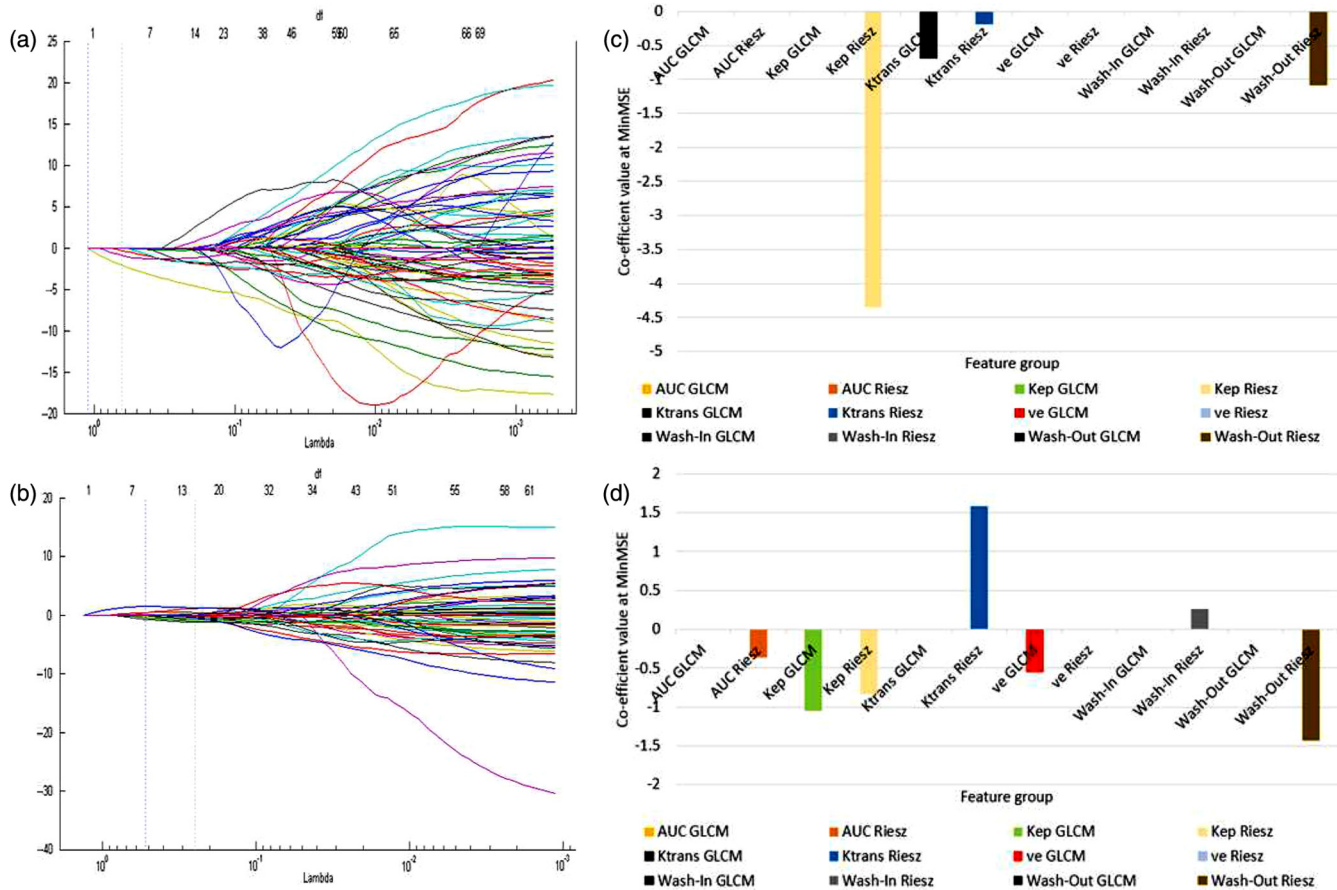 (a)
df
1 7 14 23 38 46 59 60 65 66 69
25
20
15
10
5
0
−5
−10
−15
−20
10⁰ 10⁻¹ 10⁻² 10⁻³
Lambda
(b)
df
1 7 13 20 32 34 43 51 55 58 61
20
10
0
−10
−20
−30
−40
10⁰ 10⁻¹ 10⁻² 10⁻³
Lambda
(c)
Co-efficient value at MinMSE
0
-0.5
-1
-1.5
-2
-2.5
-3
-3.5
-4
-4.5
-5
AUC GLCM
AUC Riesz
Kep GLCM
Kep Riesz
Ktrans GLCM
Ktrans Riesz
ve GLCM
ve Riesz
Wash-In GLCM
Wash-In Riesz
Wash-Out GLCM
Wash-Out Riesz
Feature group
AUC GLCM AUC Riesz Kep GLCM Kep Riesz
Ktrans GLCM Ktrans Riesz ve GLCM ve Riesz
Wash-In GLCM Wash-In Riesz Wash-Out GLCM Wash-Out Riesz
(d)
Co-efficient value at MinMSE
2
1.5
1
0.5
0
-0.5
-1
-1.5
-2
AUC GLCM
AUC Riesz
Kep GLCM
Kep Riesz
Ktrans GLCM
Ktrans Riesz
ve GLCM
ve Riesz
Wash-In GLCM
Wash-In Riesz
Wash-Out GLCM
Wash-Out Riesz
Feature group
AUC GLCM AUC Riesz Kep GLCM Kep Riesz
Ktrans GLCM Ktrans Riesz ve GLCM ve Riesz
Wash-In GLCM Wash-In Riesz Wash-Out GLCM Wash-Out Riesz